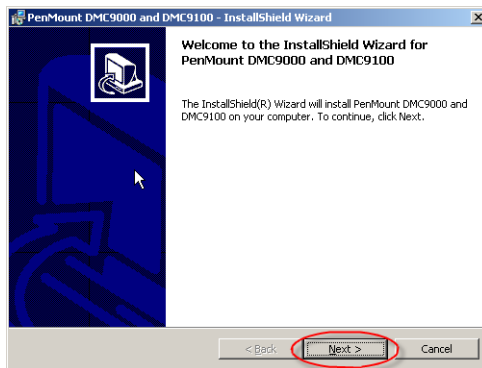 PenMount DMC9000 and DMC9100 - InstallShield Wizard
Welcome to the InstallShield Wizard for
PenMount DMC9000 and DMC9100
The InstallShield(R) Wizard will install PenMount DMC9000 and
DMC9100 on your computer. To continue, click Next.
< Back Next > Cancel